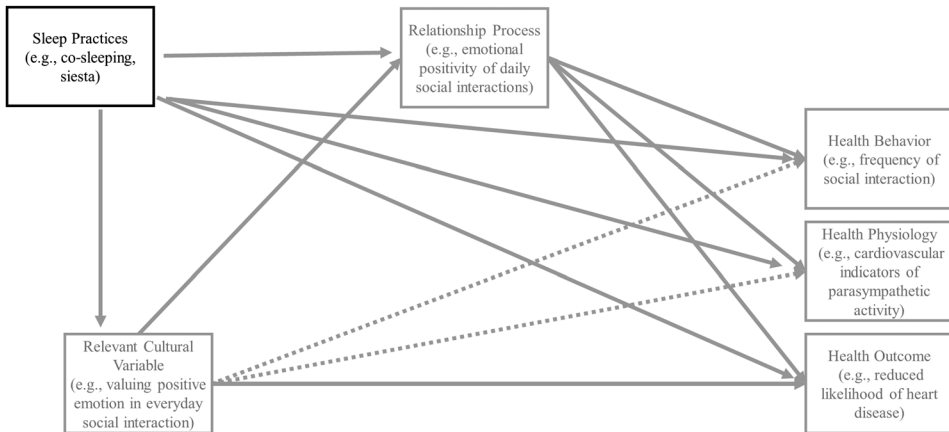 Sleep Practices
(e.g., co-sleeping,
siesta)
Relationship Process
(e.g., emotional
positivity of daily
social interactions)
Health Behavior
(e.g., frequency of
social interaction)
Health Physiology
(e.g., cardiovascular
indicators of
parasympathetic
activity)
Relevant Cultural
Variable
(e.g., valuing positive
emotion in everyday
social interaction)
Health Outcome
(e.g., reduced
likelihood of heart
disease)